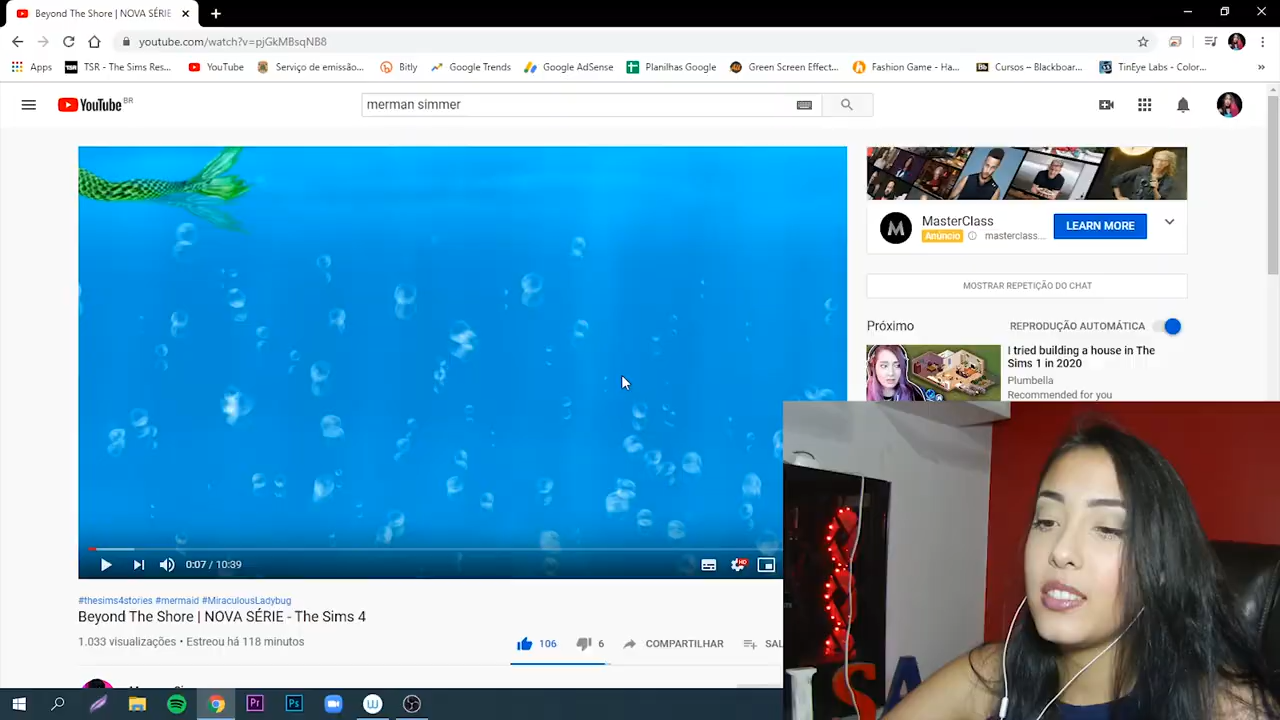 Beyond The Shore | NOVA SÉRIE
youtube.com/watch?v=pjGkMBsqNB8
Apps TSR - The Sims Res... YouTube Serviço de emissão... Bitly Google Trends Google AdSense Planilhas Google Green Screen Effect... Fashion Game - Ha... Cursos – Blackboar... TinEye Labs - Color...
YouTube BR
merman simmer
MasterClass
Anúncio masterclass....
LEARN MORE
MOSTRAR REPETIÇÃO DO CHAT
Próximo REPRODUÇÃO AUTOMÁTICA
I tried building a house in The
Sims 1 in 2020
Plumbella
Recommended for you
0:07 / 10:39
HD
#thesims4stories #mermaid #MiraculousLadybug
Beyond The Shore | NOVA SÉRIE - The Sims 4
1.033 visualizações • Estreou há 118 minutos
106 6 COMPARTILHAR SAL
Pr Ps W